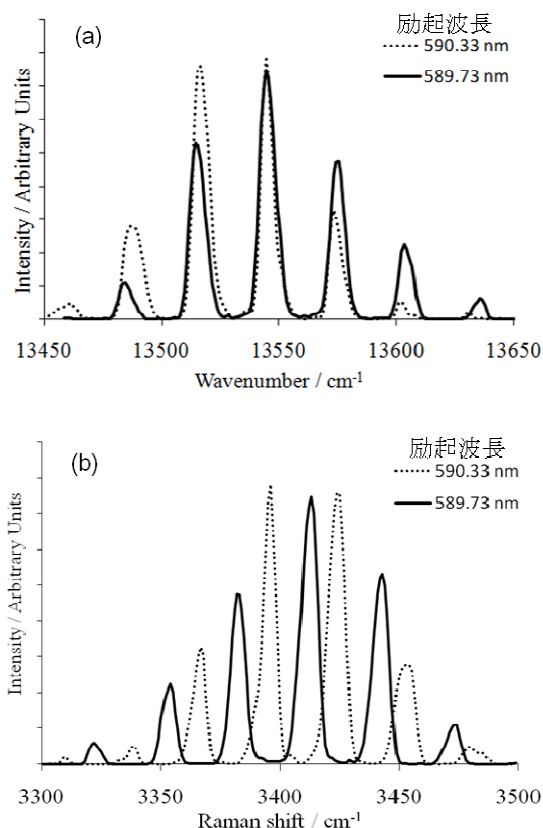 (a)
励起波長
590.33 nm
589.73 nm
Intensity / Arbitrary Units
13450 13500 13550 13600 13650
Wavenumber / cm-1
(b)
励起波長
590.33 nm
589.73 nm
Intensity / Arbitrary Units
3300 3350 3400 3450 3500
Raman shift / cm-1